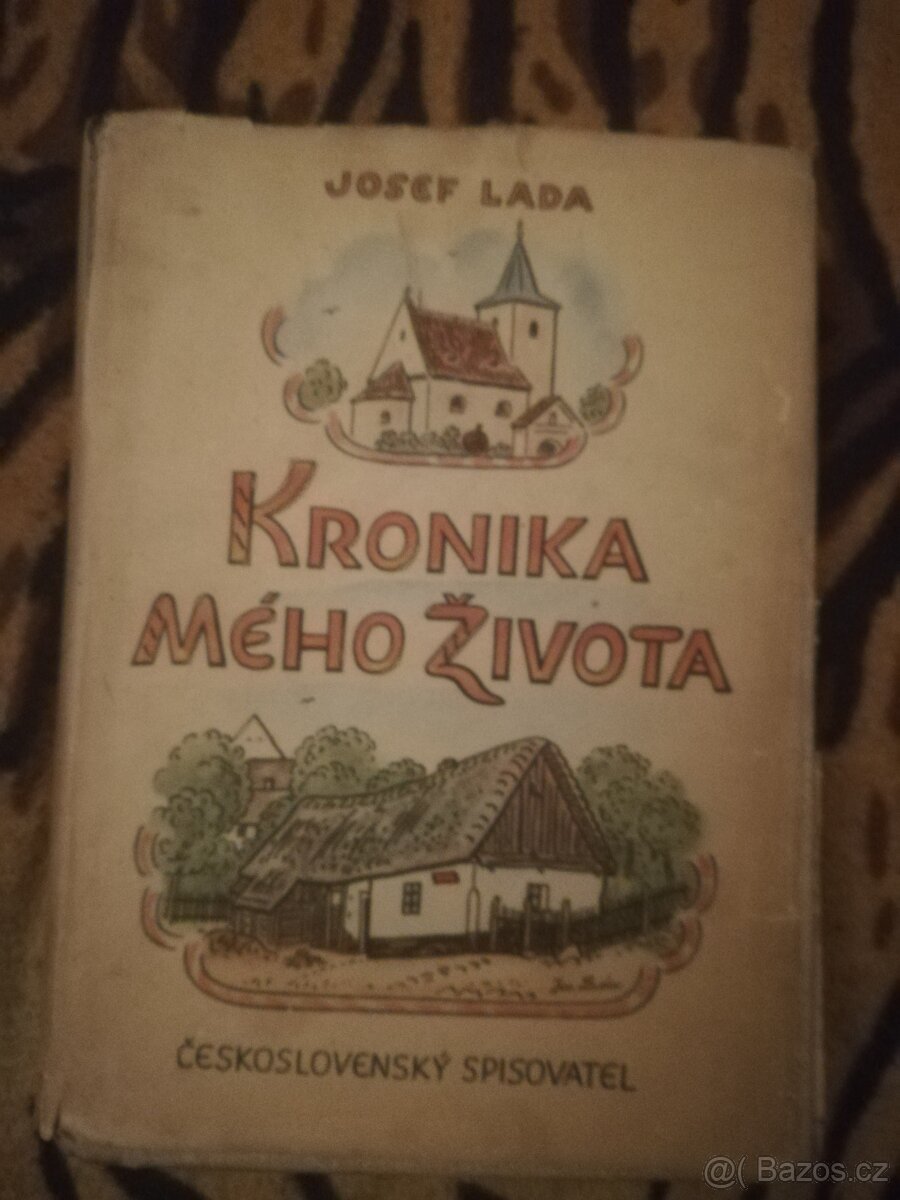 JOSEF LADA
KRONIKA
MÉHO ŽIVOTA
ČESKOSLOVENSKÝ SPISOVATEL
@( Bazos.cz